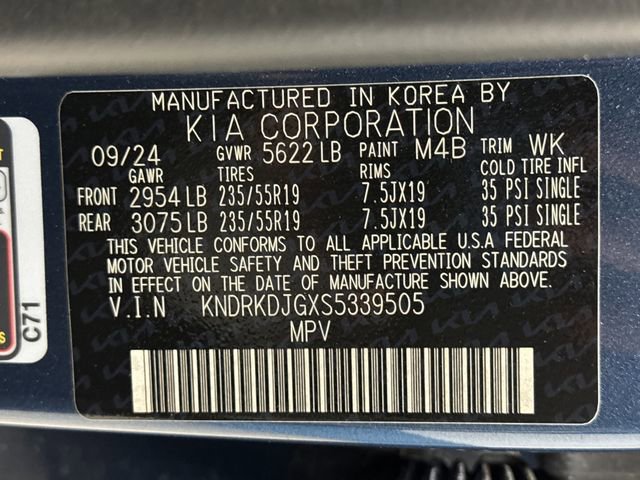 MANUFACTURED IN KOREA BY
KIA CORPORATION
09/24 GVWR 5622 LB PAINT M4B TRIM WK
GAWR TIRES RIMS COLD TIRE INFL
FRONT 2954 LB 235/55R19 7.5JX19 35 PSI SINGLE
REAR 3075 LB 235/55R19 7.5JX19 35 PSI SINGLE
THIS VEHICLE CONFORMS TO ALL APPLICABLE U.S.A FEDERAL
MOTOR VEHICLE SAFETY AND THEFT PREVENTION STANDARDS
IN EFFECT ON THE DATE OF MANUFACTURE SHOWN ABOVE.
V.I.N KNDRKDJGXS5339505
MPV
C71